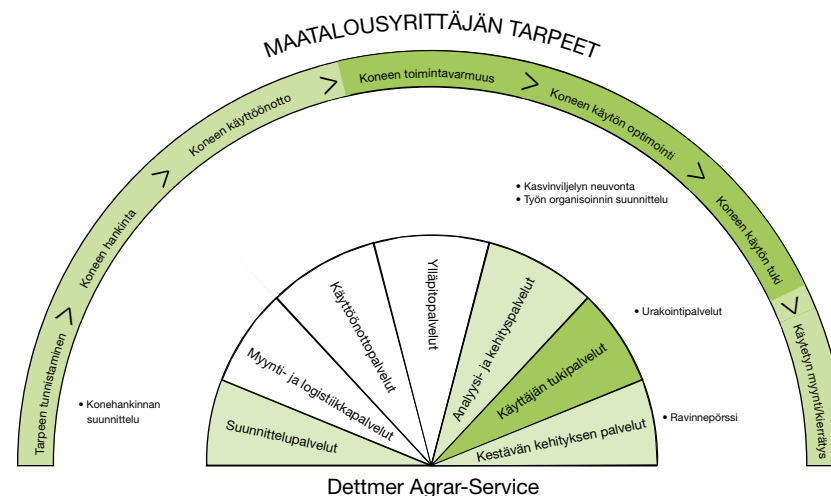 MAATALOUSYRITTÄJÄN TARPEET
Tarpeen tunnistaminen
Koneen hankinta
Koneen käyttöönotto
Koneen toimintavarmuus
Koneen käytön optimointi
Koneen käytön tuki
Käytetyn myynti/kierrätys
• Kasvinviljelyn neuvonta
• Työn organisoinnin suunnittelu
• Urakointipalvelut
• Ravinnepörssi
• Konehankinnan
suunnittelu
Suunnittelupalvelut
Myynti- ja logistiikkapalvelut
Käyttöönottopalvelut
Ylläpitopalvelut
Analyysi- ja kehityspalvelut
Käyttäjän tukipalvelut
Kestävän kehityksen palvelut
Dettmer Agrar-Service